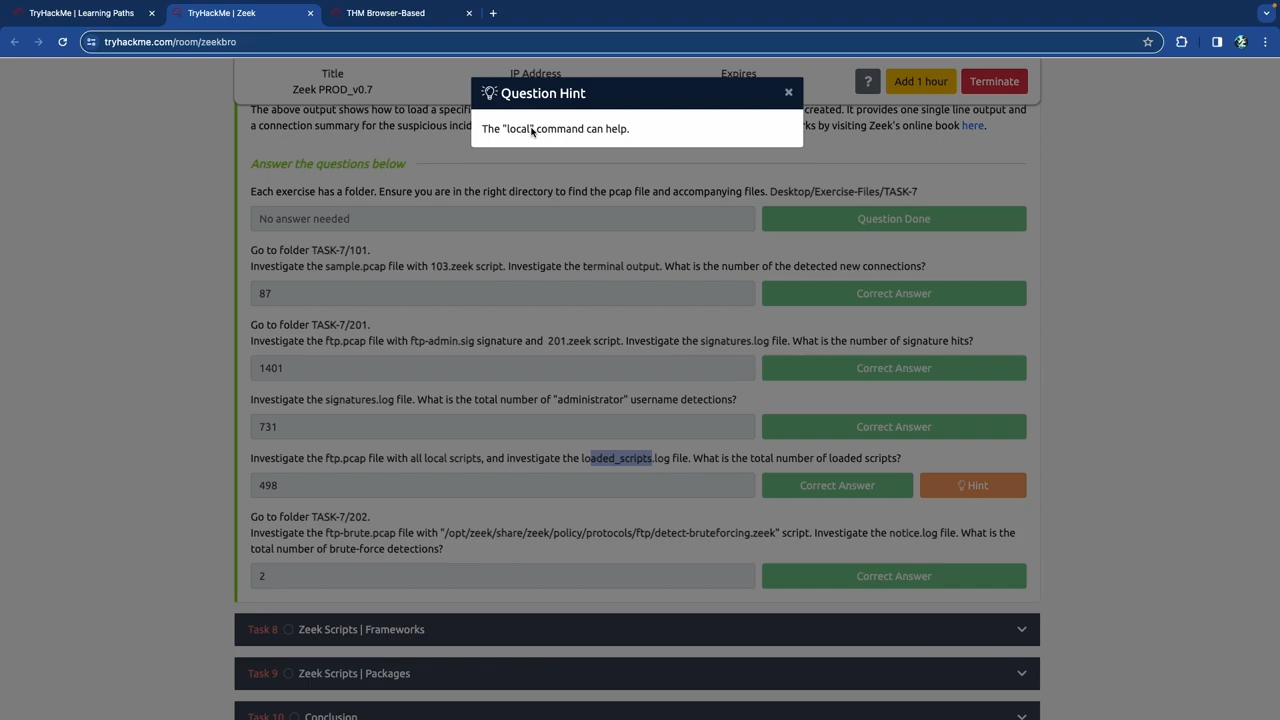 TryHackMe | Learning Paths
TryHackMe | Zeek
THM Browser-Based
tryhackme.com/room/zeekbro
Title
IP Address
Expires
Zeek PROD_v0.7
?
Add 1 hour
Terminate
Question Hint
The "local" command can help.
The above output shows how to load a specif
created. It provides one single line output and
a connection summary for the suspicious incid
rks by visiting Zeek's online book here.
Answer the questions below
Each exercise has a folder. Ensure you are in the right directory to find the pcap file and accompanying files. Desktop/Exercise-Files/TASK-7
No answer needed
Question Done
Go to folder TASK-7/101.
Investigate the sample.pcap file with 103.zeek script. Investigate the terminal output. What is the number of the detected new connections?
87
Correct Answer
Go to folder TASK-7/201.
Investigate the ftp.pcap file with ftp-admin.sig signature and 201.zeek script. Investigate the signatures.log file. What is the number of signature hits?
1401
Correct Answer
Investigate the signatures.log file. What is the total number of "administrator" username detections?
731
Correct Answer
Investigate the ftp.pcap file with all local scripts, and investigate the loaded_scripts.log file. What is the total number of loaded scripts?
498
Correct Answer
Hint
Go to folder TASK-7/202.
Investigate the ftp-brute.pcap file with "/opt/zeek/share/zeek/policy/protocols/ftp/detect-bruteforcing.zeek" script. Investigate the notice.log file. What is the
total number of brute-force detections?
2
Correct Answer
Task 8
Zeek Scripts | Frameworks
Task 9
Zeek Scripts | Packages
Task 10
Conclusion